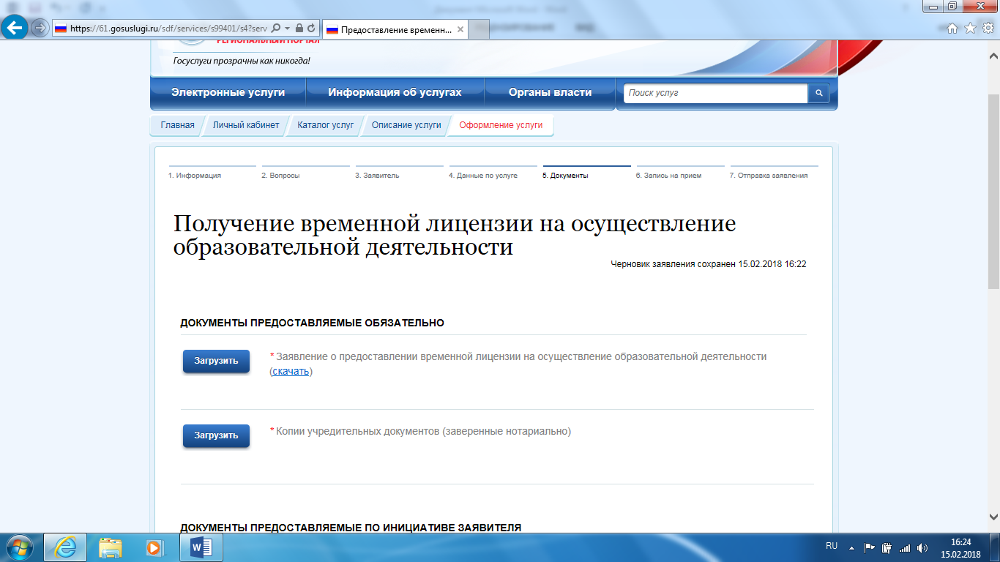 https://61.gosuslugi.ru/sdf/services/s99401/s4?serv
Предоставление временн...
РЕГИОНАЛЬНЫЙ ПОРТАЛ
Госуслуги прозрачны как никогда!
Электронные услуги
Информация об услугах
Органы власти
Поиск услуг
Главная
Личный кабинет
Каталог услуг
Описание услуги
Оформление услуги
1. Информация
2. Вопросы
3. Заявитель
4. Данные по услуге
5. Документы
6. Запись на прием
7. Отправка заявления
Получение временной лицензии на осуществление
образовательной деятельности
Черновик заявления сохранен 15.02.2018 16:22
ДОКУМЕНТЫ ПРЕДОСТАВЛЯЕМЫЕ ОБЯЗАТЕЛЬНО
Загрузить
* Заявление о предоставлении временной лицензии на осуществление образовательной деятельности
(скачать)
Загрузить
* Копии учредительных документов (заверенные нотариально)
ДОКУМЕНТЫ ПРЕДОСТАВЛЯЕМЫЕ ПО ИНИЦИАТИВЕ ЗАЯВИТЕЛЯ
RU
16:24
15.02.2018